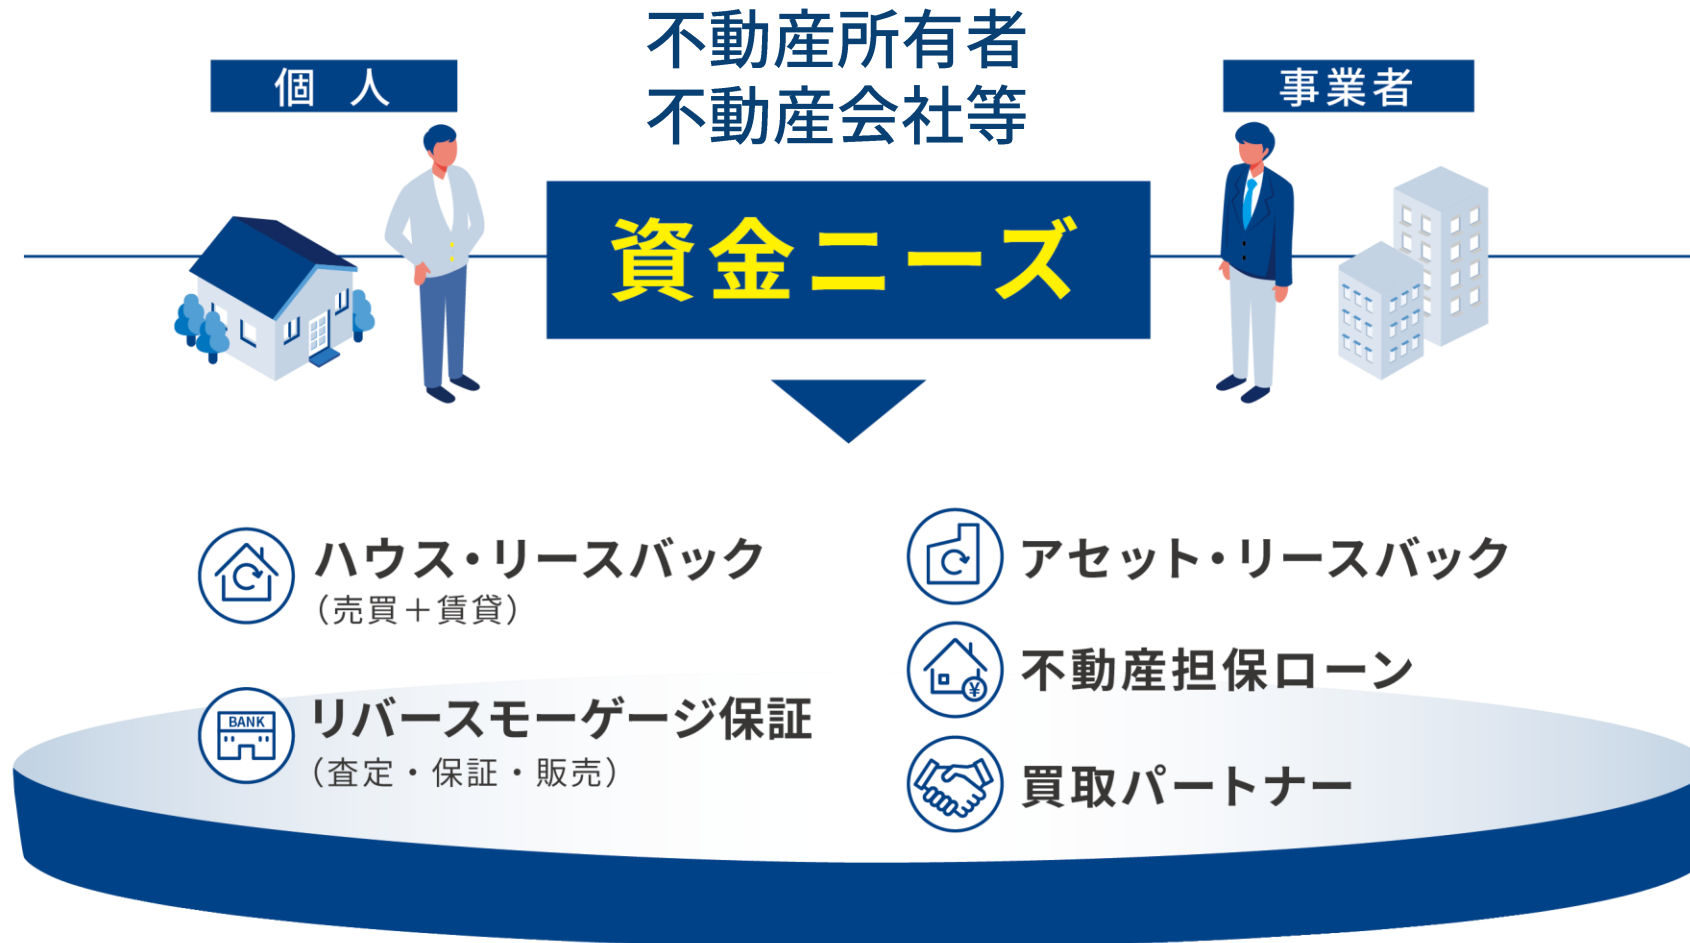 不動産所有者
不動産会社等
個人
事業者
資金ニーズ
ハウス・リースバック
（売買＋賃貸）
BANK
リバースモーゲージ保証
（査定・保証・販売）
アセット・リースバック
¥
不動産担保ローン
買取パートナー